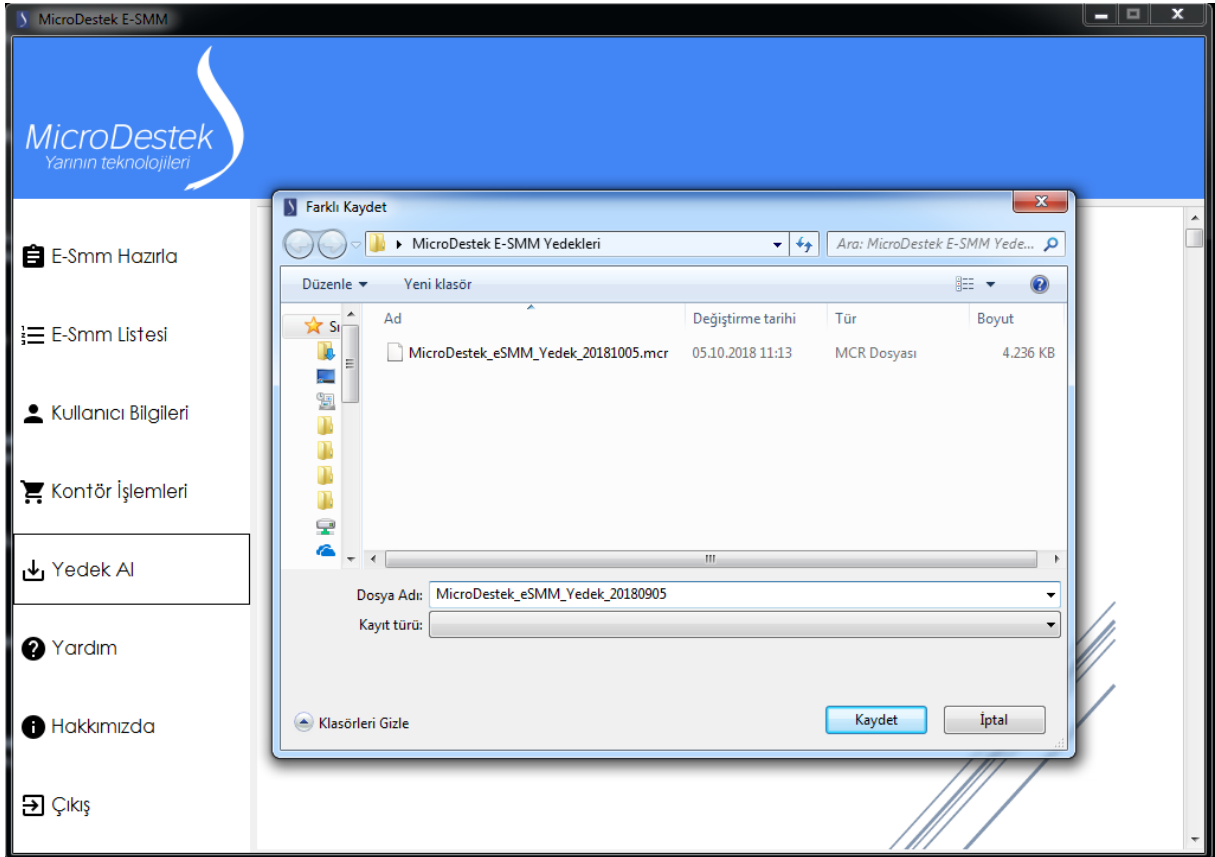 MicroDestek E-SMM
MicroDestek
Yarının teknolojileri
E-Smm Hazırla
E-Smm Listesi
Kullanıcı Bilgileri
Kontör İşlemleri
Yedek Al
Yardım
Hakkımızda
Çıkış
Farklı Kaydet
MicroDestek E-SMM Yedekleri
Ara: MicroDestek E-SMM Yede...
Düzenle
Yeni klasör
Ad Değiştirme tarihi Tür Boyut
MicroDestek_eSMM_Yedek_20181005.mcr 05.10.2018 11:13 MCR Dosyası 4.236 KB
Dosya Adı: MicroDestek_eSMM_Yedek_20180905
Kayıt türü:
Klasörleri Gizle
Kaydet
İptal